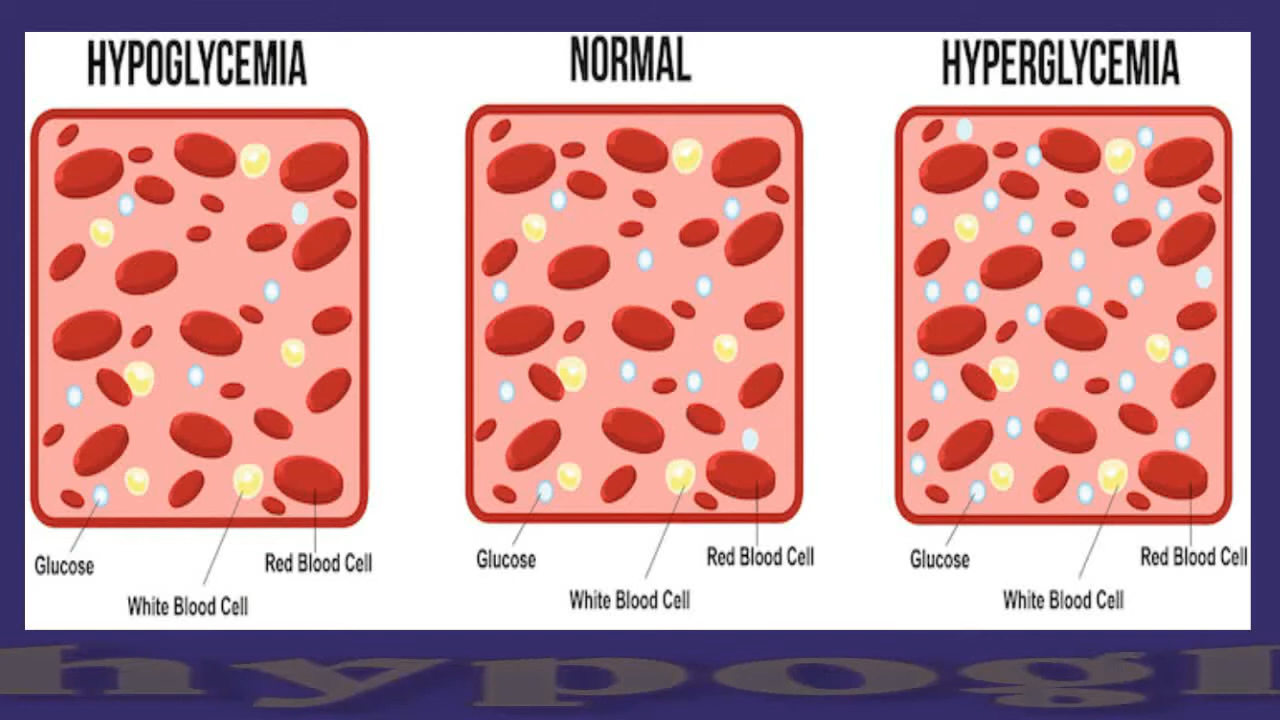 HYPOGLYCEMIA
Glucose
White Blood Cell
Red Blood Cell
NORMAL
Glucose
White Blood Cell
Red Blood Cell
HYPERGLYCEMIA
Glucose
White Blood Cell
Red Blood Cell
hypogl